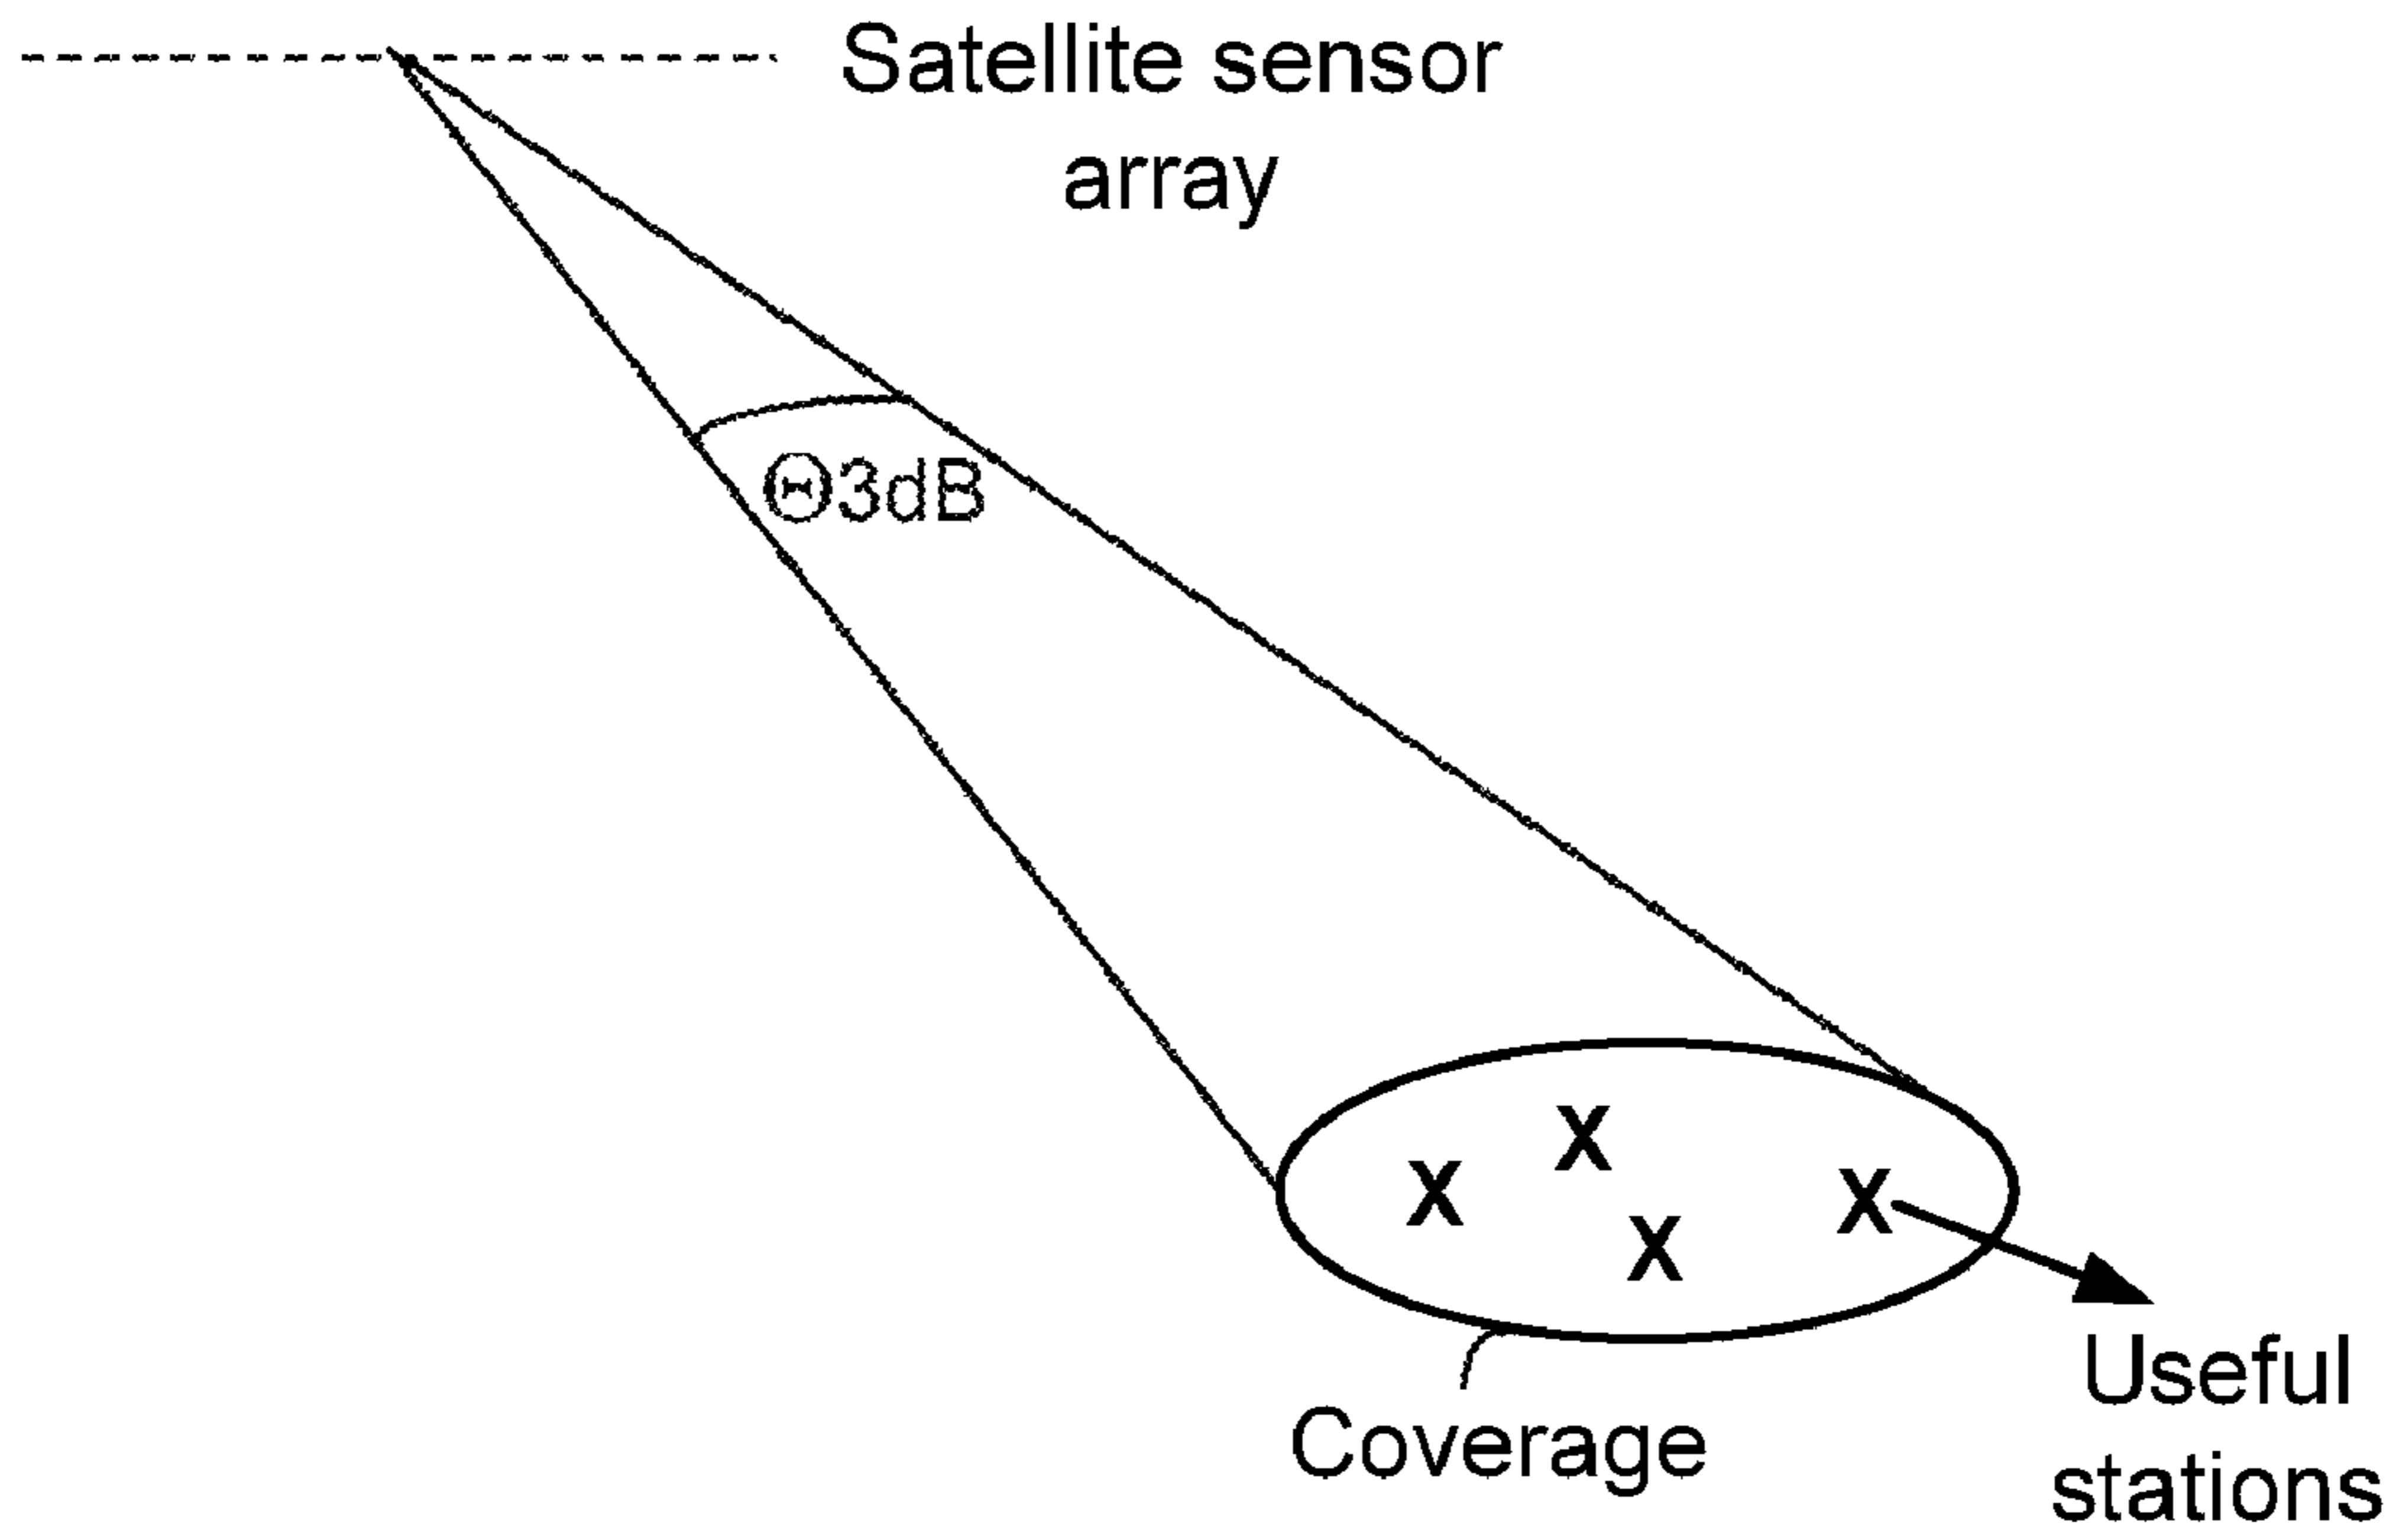 Satellite sensor
array
Θ3dB
X
X
X
X
Coverage
Useful
stations